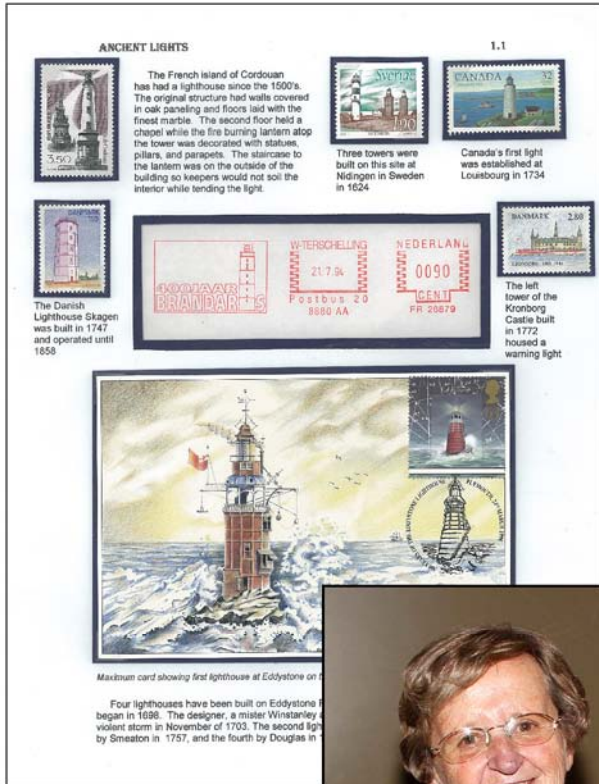 ANCIENT LIGHTS 1.1
The French island of Cordouan
has had a lighthouse since the 1500's.
The original structure had walls covered
in oak paneling and floors laid with the
finest marble. The second floor held a
chapel while the fire burning lantern atop
the tower was decorated with statues,
pillars, and parapets. The staircase to
the lantern was on the outside of the
building so keepers would not soil the
interior while tending the light.
3.50
Sverige
1.90
Three towers were
built on this site at
Nidingen in Sweden
in 1624
CANADA 32
Canada's first light
was established at
Louisbourg in 1734
DANMARK
The Danish
Lighthouse Skagen
was built in 1747
and operated until
1858
400JAAR
BRANDARIS
W-TERSCHELLING
21.7.94
Postbus 20
8880 AA
NEDERLAND
0090
CENT
FR 20879
DANMARK 2.80
The left
tower of the
Kronborg
Castle built
in 1772
housed a
warning light
EDDYSTONE LIGHTHOUSE PLYMOUTH 24 MARCH 1998
Maximum card showing first lighthouse at Eddystone on
Four lighthouses have been built on Eddystone
began in 1698. The designer, a mister Winstanley
violent storm in November of 1703. The second
by Smeaton in 1757, and the fourth by Douglas in